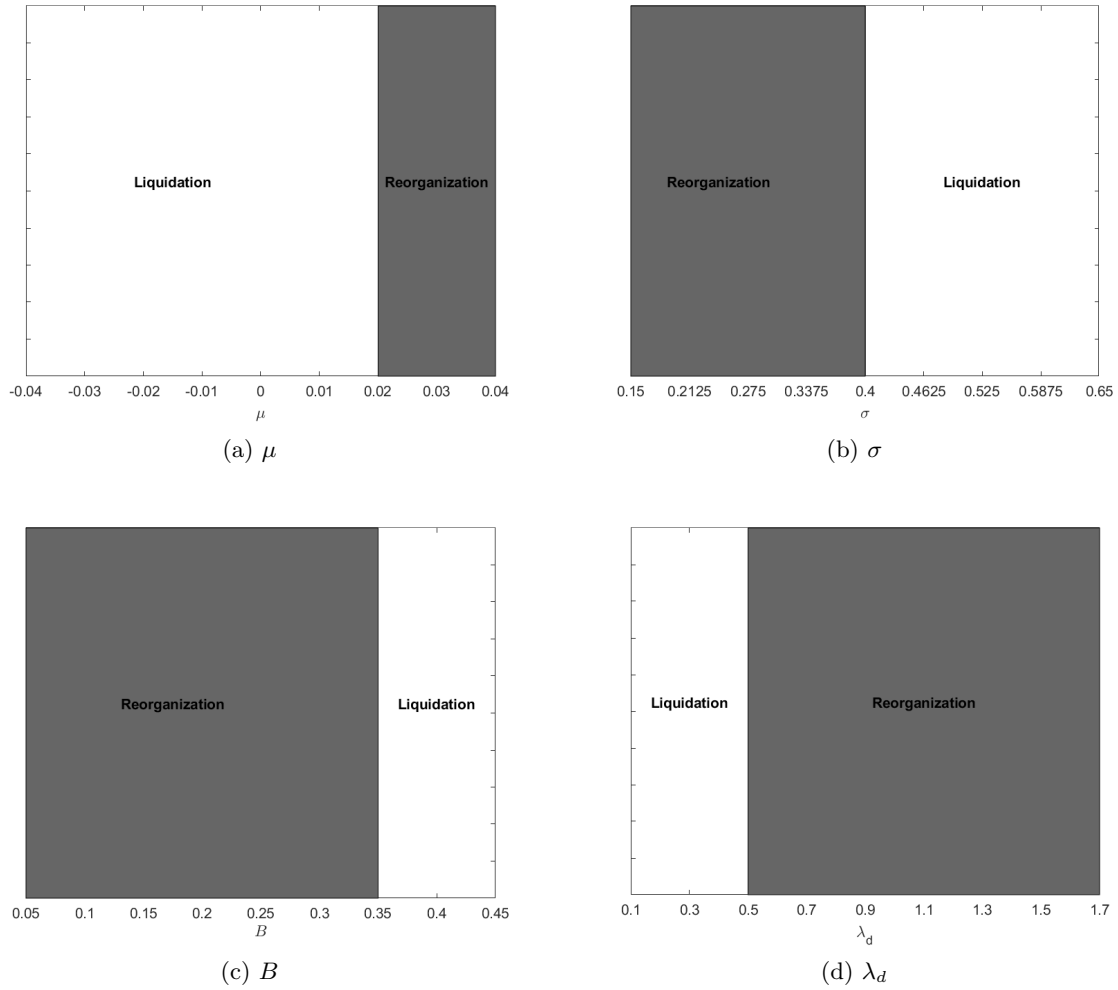 Liquidation
Reorganization
-0.04 -0.03 -0.02 -0.01 0 0.01 0.02 0.03 0.04
μ
(a) μ
Reorganization
Liquidation
0.15 0.2125 0.275 0.3375 0.4 0.4625 0.525 0.5875 0.65
σ
(b) σ
Reorganization
Liquidation
0.05 0.1 0.15 0.2 0.25 0.3 0.35 0.4 0.45
B
(c) B
Liquidation
Reorganization
0.1 0.3 0.5 0.7 0.9 1.1 1.3 1.5 1.7
λ_d
(d) λ_d